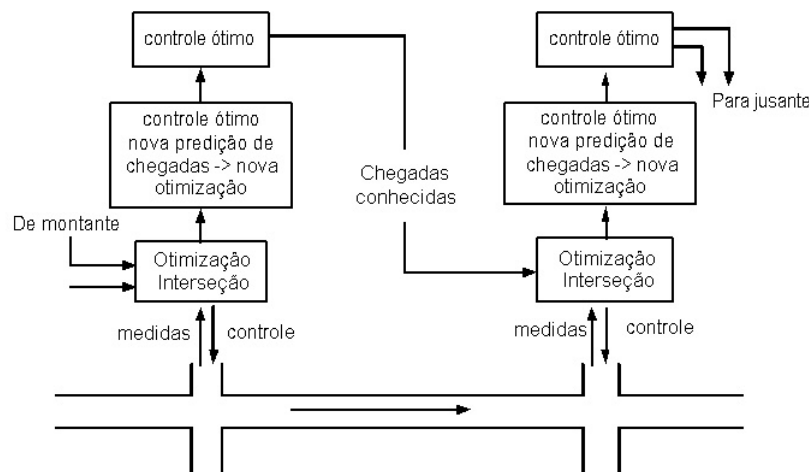 controle ótimo
controle ótimo
nova predição de
chegadas -> nova
otimização
De montante
Otimização
Interseção
medidas
controle
Chegadas
conhecidas
controle ótimo
Para jusante
controle ótimo
nova predição de
chegadas -> nova
otimização
Otimização
Interseção
medidas
controle